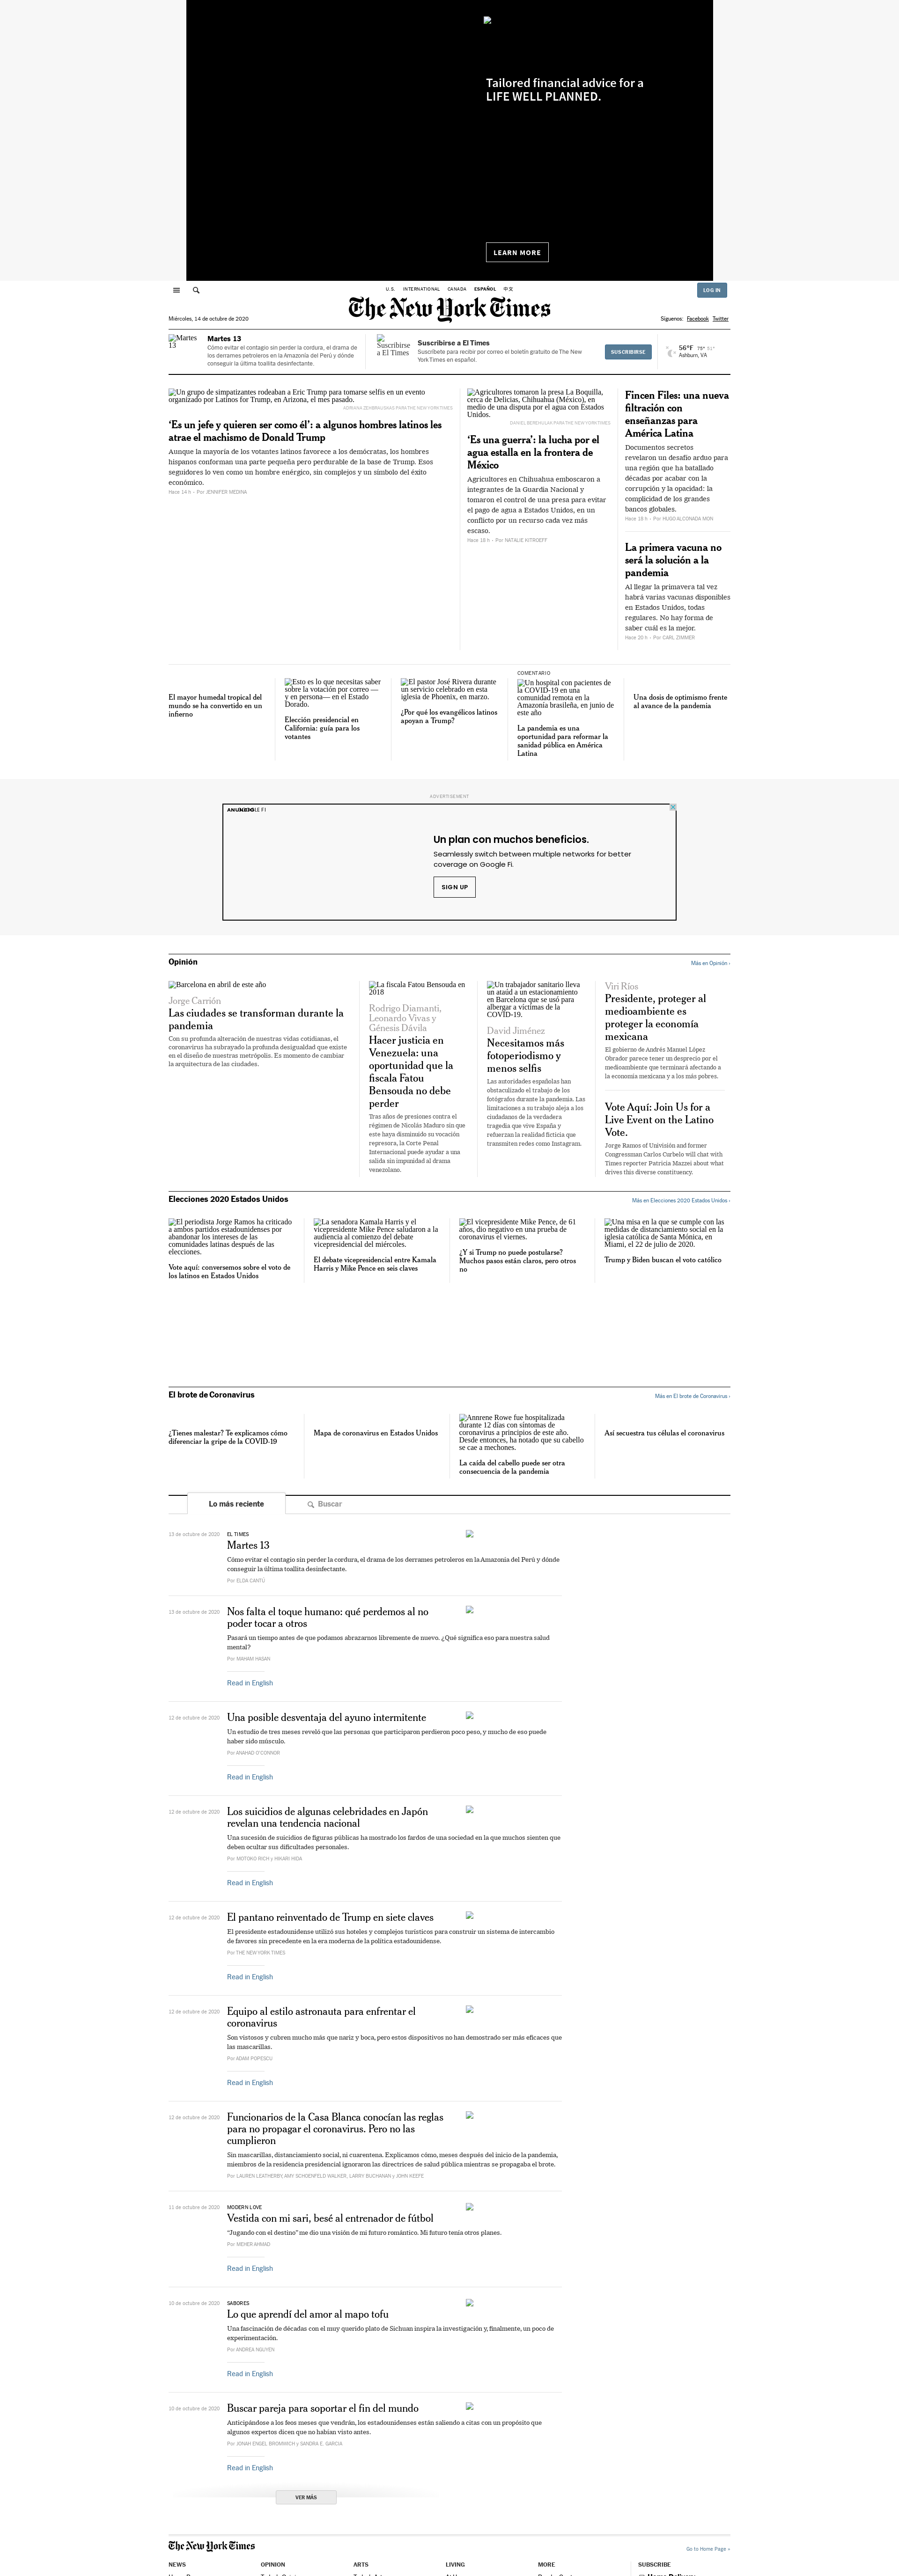 Tailored financial advice for a
LIFE WELL PLANNED.
LEARN MORE
U.S. INTERNATIONAL CANADA ESPAÑOL 中文
LOG IN
The New York Times
Miércoles, 14 de octubre de 2020
Síguenos: Facebook Twitter
Martes 13
Martes 13
Cómo evitar el contagio sin perder la cordura, el drama de
los derrames petroleros en la Amazonía del Perú y dónde
conseguir la última toallita desinfectante.
Suscribirse a El Times
Suscribirse a El Times
Suscríbete para recibir por correo el boletín gratuito de The New
York Times en español.
SUSCRIBIRSE
56°F 78° 51°
Ashburn, VA
Un grupo de simpatizantes rodeaban a Eric Trump para tomarse selfis en un evento
organizado por Latinos for Trump, en Arizona, el mes pasado.
ADRIANA ZEHBRAUSKAS PARA THE NEW YORK TIMES
‘Es un jefe y quieren ser como él’: a algunos hombres latinos les
atrae el machismo de Donald Trump
Aunque la mayoría de los votantes latinos favorece a los demócratas, los hombres
hispanos conforman una parte pequeña pero perdurable de la base de Trump. Esos
seguidores lo ven como un hombre enérgico, sin complejos y un símbolo del éxito
económico.
Hace 14 h - Por JENNIFER MEDINA
Agricultores tomaron la presa La Boquilla,
cerca de Delicias, Chihuahua (México), en
medio de una disputa por el agua con Estados
Unidos.
DANIEL BEREHULAK PARA THE NEW YORK TIMES
‘Es una guerra’: la lucha por el
agua estalla en la frontera de
México
Agricultores en Chihuahua emboscaron a
integrantes de la Guardia Nacional y
tomaron el control de una presa para evitar
el pago de agua a Estados Unidos, en un
conflicto por un recurso cada vez más
escaso.
Hace 18 h - Por NATALIE KITROEFF
Fincen Files: una nueva
filtración con
enseñanzas para
América Latina
Documentos secretos
revelaron un desafío arduo para
una región que ha batallado
décadas por acabar con la
corrupción y la opacidad: la
complicidad de los grandes
bancos globales.
Hace 18 h - Por HUGO ALCONADA MON
La primera vacuna no
será la solución a la
pandemia
Al llegar la primavera tal vez
habrá varias vacunas disponibles
en Estados Unidos, todas
regulares. No hay forma de
saber cuál es la mejor.
Hace 20 h - Por CARL ZIMMER
El mayor humedal tropical del
mundo se ha convertido en un
infierno
Esto es lo que necesitas saber
sobre la votación por correo —
y en persona— en el Estado
Dorado.
Elección presidencial en
California: guía para los
votantes
El pastor José Rivera durante
un servicio celebrado en esta
iglesia de Phoenix, en marzo.
¿Por qué los evangélicos latinos
apoyan a Trump?
COMENTARIO
Un hospital con pacientes de
la COVID-19 en una
comunidad remota en la
Amazonia brasileña, en junio de
este año
La pandemia es una
oportunidad para reformar la
sanidad pública en América
Latina
Una dosis de optimismo frente
al avance de la pandemia
ADVERTISEMENT
ANUNCIO
Un plan con muchos beneficios.
Seamlessly switch between multiple networks for better
coverage on Google Fi.
SIGN UP
Opinión
Más en Opinión ›
Barcelona en abril de este año
Jorge Carrión
Las ciudades se transforman durante la
pandemia
Con su profunda alteración de nuestras vidas cotidianas, el
coronavirus ha subrayado la profunda desigualdad que existe
en el diseño de nuestras metrópolis. Es momento de cambiar
la arquitectura de las ciudades.
La fiscala Fatou Bensouda en
2018
Rodrigo Diamanti,
Leonardo Vivas y
Génesis Dávila
Hacer justicia en
Venezuela: una
oportunidad que la
fiscala Fatou
Bensouda no debe
perder
Tras años de presiones contra el
régimen de Nicolás Maduro sin que
este haya disminuido su vocación
represora, la Corte Penal
Internacional puede ayudar a una
salida sin impunidad al drama
venezolano.
Un trabajador sanitario lleva
un ataúd a un estacionamiento
en Barcelona que se usó para
albergar a víctimas de la
COVID-19.
David Jiménez
Necesitamos más
fotoperiodismo y
menos selfis
Las autoridades españolas han
obstaculizado el trabajo de los
fotógrafos durante la pandemia. Las
limitaciones a su trabajo aleja a los
ciudadanos de la verdadera
tragedia que vive España y
refuerzan la realidad ficticia que
transmiten redes como Instagram.
Viri Ríos
Presidente, proteger al
medioambiente es
proteger la economía
mexicana
El gobierno de Andrés Manuel López
Obrador parece tener un desprecio por el
medioambiente que terminará afectando a
la economía mexicana y a los más pobres.
Vote Aquí: Join Us for a
Live Event on the Latino
Vote.
Jorge Ramos of Univisión and former
Congressman Carlos Curbelo will chat with
Times reporter Patricia Mazzei about what
drives this diverse constituency.
Elecciones 2020 Estados Unidos
Más en Elecciones 2020 Estados Unidos ›
El periodista Jorge Ramos ha criticado
a ambos partidos estadounidenses por
abandonar los intereses de las
comunidades latinas después de las
elecciones.
Vote aquí: conversemos sobre el voto de
los latinos en Estados Unidos
La senadora Kamala Harris y el
vicepresidente Mike Pence saludaron a la
audiencia al comienzo del debate
vicepresidencial del miércoles.
El debate vicepresidencial entre Kamala
Harris y Mike Pence en seis claves
El vicepresidente Mike Pence, de 61
años, dio negativo en una prueba de
coronavirus el viernes.
¿Y si Trump no puede postularse?
Muchos pasos están claros, pero otros
no
Una misa en la que se cumple con las
medidas de distanciamiento social en la
iglesia católica de Santa Mónica, en
Miami, el 22 de julio de 2020.
Trump y Biden buscan el voto católico
El brote de Coronavirus
Más en El brote de Coronavirus ›
¿Tienes malestar? Te explicamos cómo
diferenciar la gripe de la COVID-19
Mapa de coronavirus en Estados Unidos
Annrene Rowe fue hospitalizada
durante 12 días con síntomas de
coronavirus a principios de este año.
Desde entonces, ha notado que su cabello
se cae a mechones.
La caída del cabello puede ser otra
consecuencia de la pandemia
Así secuestra tus células el coronavirus
Lo más reciente
Buscar
13 de octubre de 2020
EL TIMES
Martes 13
Cómo evitar el contagio sin perder la cordura, el drama de los derrames petroleros en la Amazonía del Perú y dónde
conseguir la última toallita desinfectante.
Por ELDA CANTÚ
13 de octubre de 2020
Nos falta el toque humano: qué perdemos al no
poder tocar a otros
Pasará un tiempo antes de que podamos abrazarnos libremente de nuevo. ¿Qué significa eso para nuestra salud
mental?
Por MAHAM HASAN
Read in English
12 de octubre de 2020
Una posible desventaja del ayuno intermitente
Un estudio de tres meses reveló que las personas que participaron perdieron poco peso, y mucho de eso puede
haber sido músculo.
Por ANAHAD O'CONNOR
Read in English
12 de octubre de 2020
Los suicidios de algunas celebridades en Japón
revelan una tendencia nacional
Una sucesión de suicidios de figuras públicas ha mostrado los fardos de una sociedad en la que muchos sienten que
deben ocultar sus dificultades personales.
Por MOTOKO RICH y HIKARI HIDA
Read in English
12 de octubre de 2020
El pantano reinventado de Trump en siete claves
El presidente estadounidense utilizó sus hoteles y complejos turísticos para construir un sistema de intercambio
de favores sin precedente en la era moderna de la política estadounidense.
Por THE NEW YORK TIMES
Read in English
12 de octubre de 2020
Equipo al estilo astronauta para enfrentar el
coronavirus
Son vistosos y cubren mucho más que nariz y boca, pero estos dispositivos no han demostrado ser más eficaces que
las mascarillas.
Por ADAM POPESCU
Read in English
12 de octubre de 2020
Funcionarios de la Casa Blanca conocían las reglas
para no propagar el coronavirus. Pero no las
cumplieron
Sin mascarillas, distanciamiento social, ni cuarentena. Explicamos cómo, meses después del inicio de la pandemia,
miembros de la residencia presidencial ignoraron las directrices de salud pública mientras se propagaba el brote.
Por LAUREN LEATHERBY, AMY SCHOENFELD WALKER, LARRY BUCHANAN y JOHN KEEFE
11 de octubre de 2020
MODERN LOVE
Vestida con mi sari, besé al entrenador de fútbol
“Jugando con el destino” me dio una visión de mi futuro romántico. Mi futuro tenía otros planes.
Por MEHER AHMAD
Read in English
10 de octubre de 2020
SABORES
Lo que aprendí del amor al mapo tofu
Una fascinación de décadas con el muy querido plato de Sichuan inspira la investigación y, finalmente, un poco de
experimentación.
Por ANDREA NGUYEN
Read in English
10 de octubre de 2020
Buscar pareja para soportar el fin del mundo
Anticipándose a los feos meses que vendrán, los estadounidenses están saliendo a citas con un propósito que
algunos expertos dicen que no habían visto antes.
Por JONAH ENGEL BROMWICH y SANDRA E. GARCIA
Read in English
VER MÁS
The New York Times
Go to Home Page »
NEWS OPINION ARTS LIVING MORE SUBSCRIBE